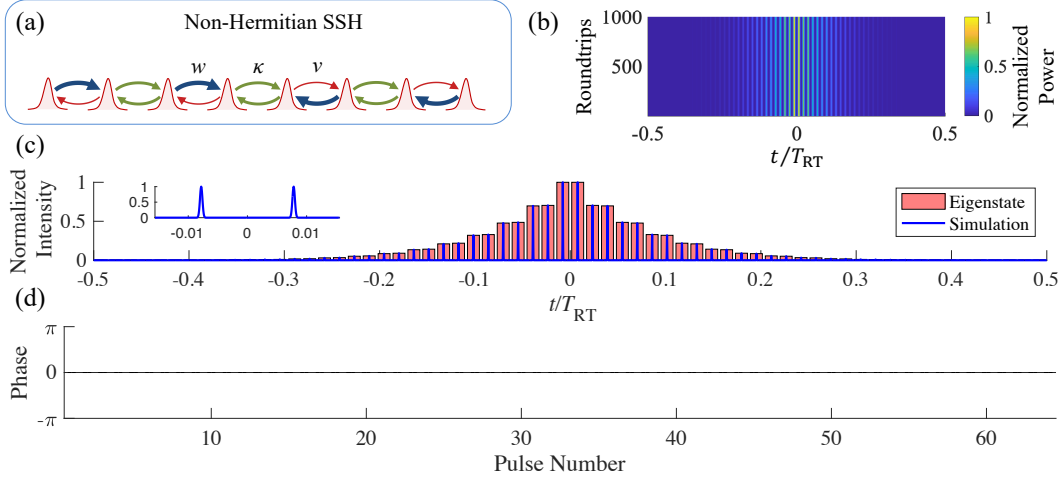 (a)
Non-Hermitian SSH
w
κ
v
(b)
Roundtrips
1000
500
-0.5
0
0.5
t/T_RT
1
0.5
0
Normalized
Power
(c)
Normalized
Intensity
1
0.5
0
1
0.5
0
-0.01
0
0.01
Eigenstate
Simulation
-0.5
-0.4
-0.3
-0.2
-0.1
0
0.1
0.2
0.3
0.4
0.5
t/T_RT
(d)
Phase
π
0
-π
10
20
30
40
50
60
Pulse Number